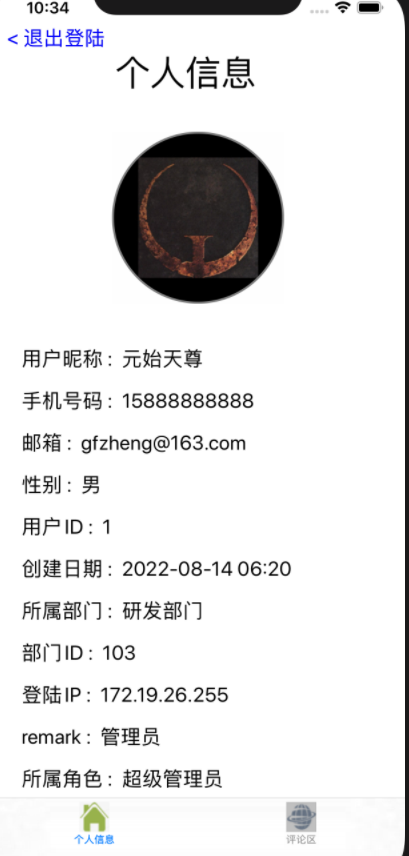 10:34
< 退出登陆
个人信息
用户昵称： 元始天尊
手机号码： 15888888888
邮箱： gfzheng@163.com
性别： 男
用户ID： 1
创建日期： 2022-08-14 06:20
所属部门： 研发部门
部门ID： 103
登陆IP： 172.19.26.255
remark： 管理员
所属角色： 超级管理员
个人信息
评论区